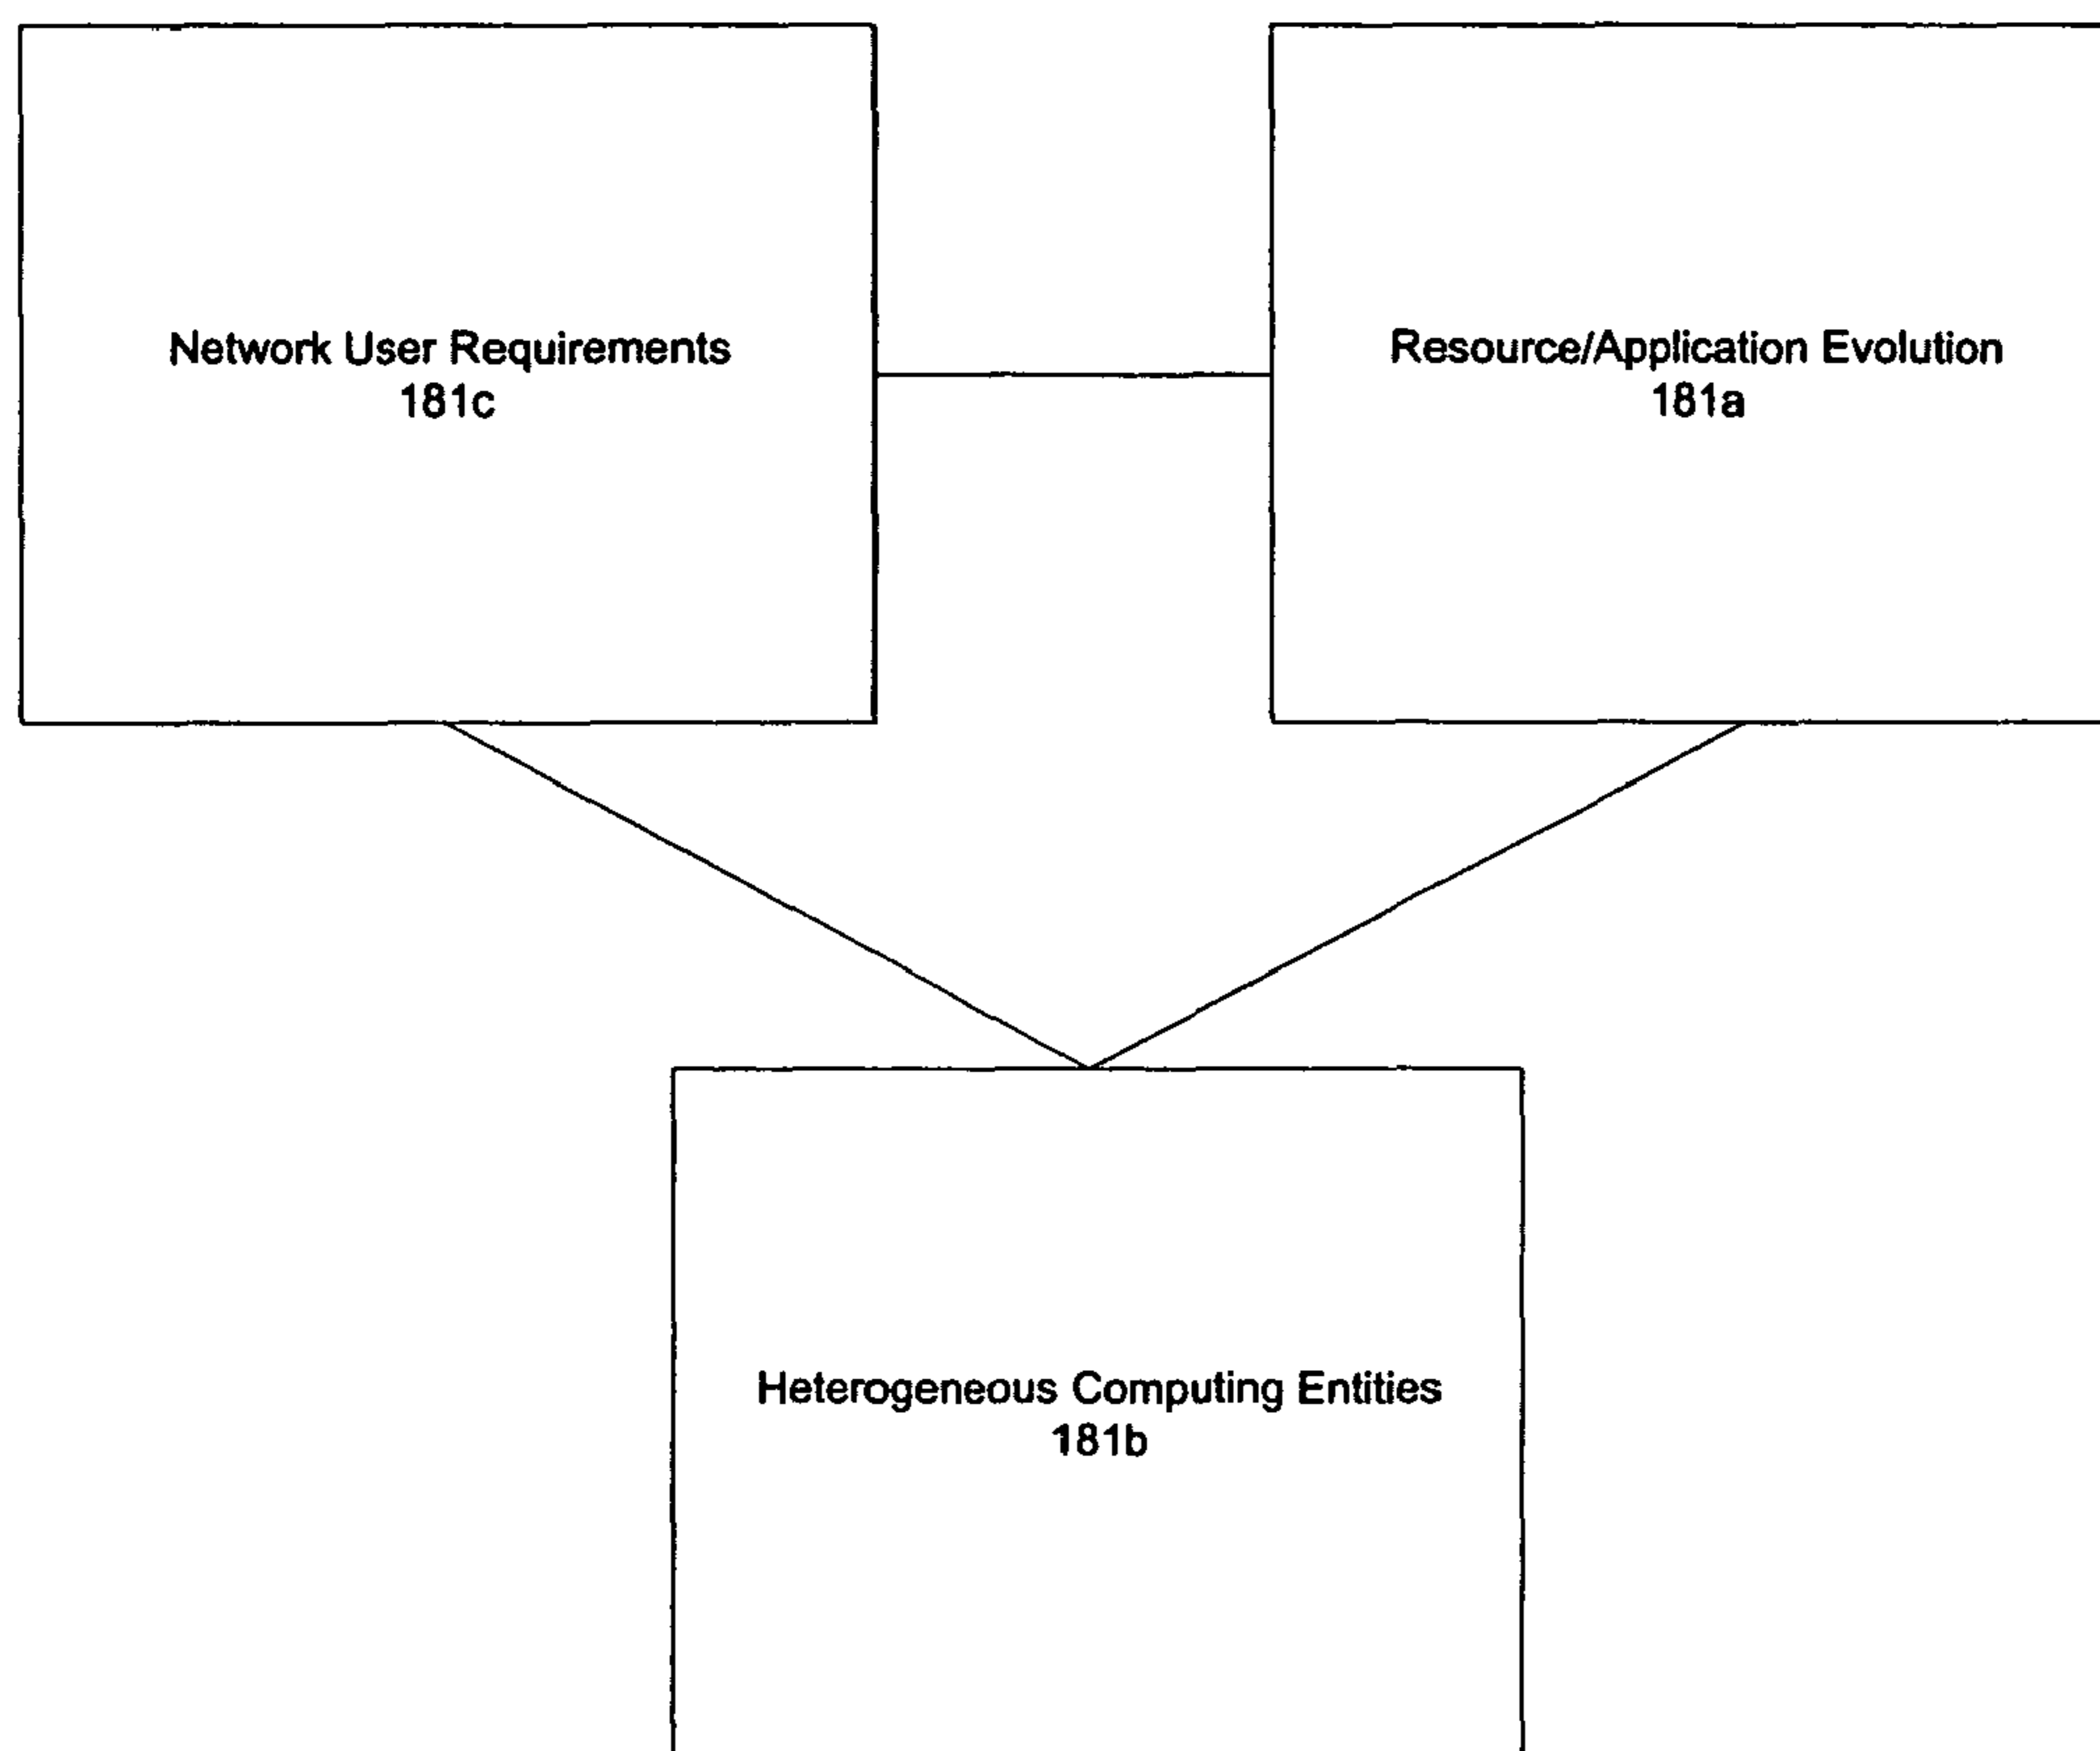 Network User Requirements
181c
Resource/Application Evolution
181a
Heterogeneous Computing Entities
181b